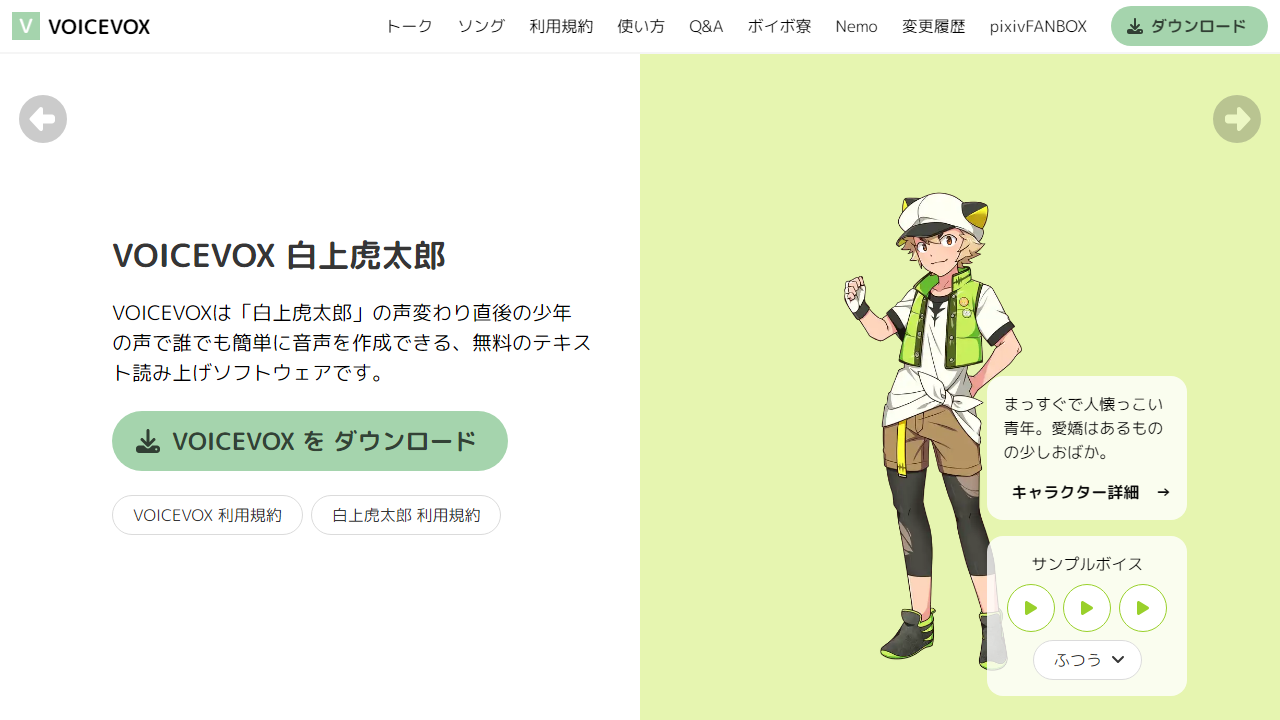 V VOICEVOX
トーク ソング 利用規約 使い方 Q&A ボイボ寮 Nemo 変更履歴 pixivFANBOX ダウンロード
VOICEVOX 白上虎太郎
VOICEVOXは「白上虎太郎」の声変わり直後の少年
の声で誰でも簡単に音声を作成できる、無料のテキス
ト読み上げソフトウェアです。
VOICEVOX を ダウンロード
VOICEVOX 利用規約 白上虎太郎 利用規約
まっすぐで人懐っこい
青年。愛嬌はあるもの
の少しおばか。
キャラクター詳細 →
サンプルボイス
ふつう